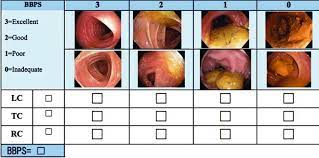 BBPS 3 2 1 0
3=Excellent
2=Good
1=Poor
0=Inadequate
LC □ □ □ □ □
TC □ □ □ □ □
RC □ □ □ □ □
BBPS= □